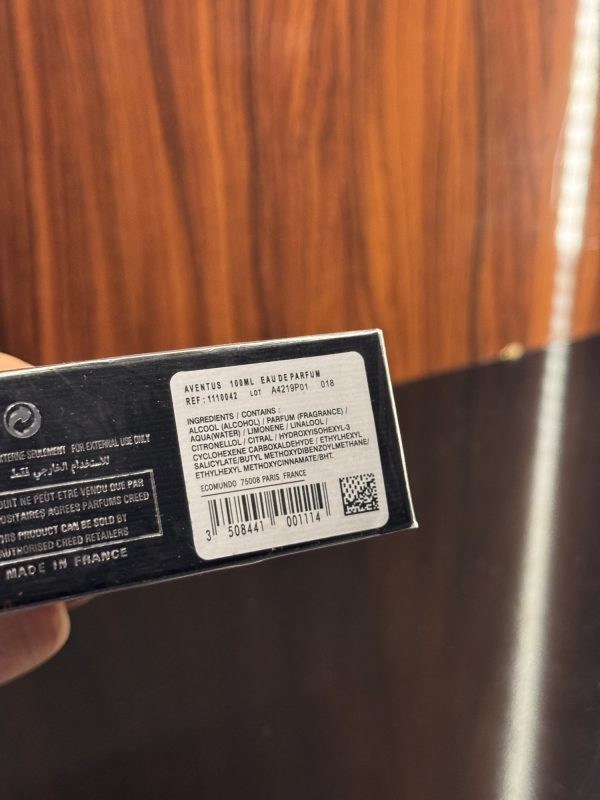 EXTERNE SEULEMENT FOR EXTERNAL USE ONLY
للاستخدام الخارجي فقط
DUIT NE PEUT ETRE VENDU QUE PAR
POSITAIRES AGREES PARFUMS CREED
THIS PRODUCT CAN BE SOLD BY
AUTHORISED CREED RETAILERS
MADE IN FRANCE
AVENTUS 100ML EAU DE PARFUM
REF: 1110042 LOT A4219P01 018
INGREDIENTS / CONTAINS :
ALCOOL (ALCOHOL) / PARFUM (FRAGRANCE) /
AQUA(WATER) / LIMONENE / LINALOOL /
CITRONELLOL / CITRAL / HYDROXYISOHEXYL-3
CYCLOHEXENE CARBOXALDEHYDE / ETHYLHEXYL
SALICYLATE/BUTYL METHOXYDIBENZOYLMETHANE/
ETHYLHEXYL METHOXYCINNAMATE/BHT.
ECOMUNDO 75008 PARIS FRANCE
3 508441 001114